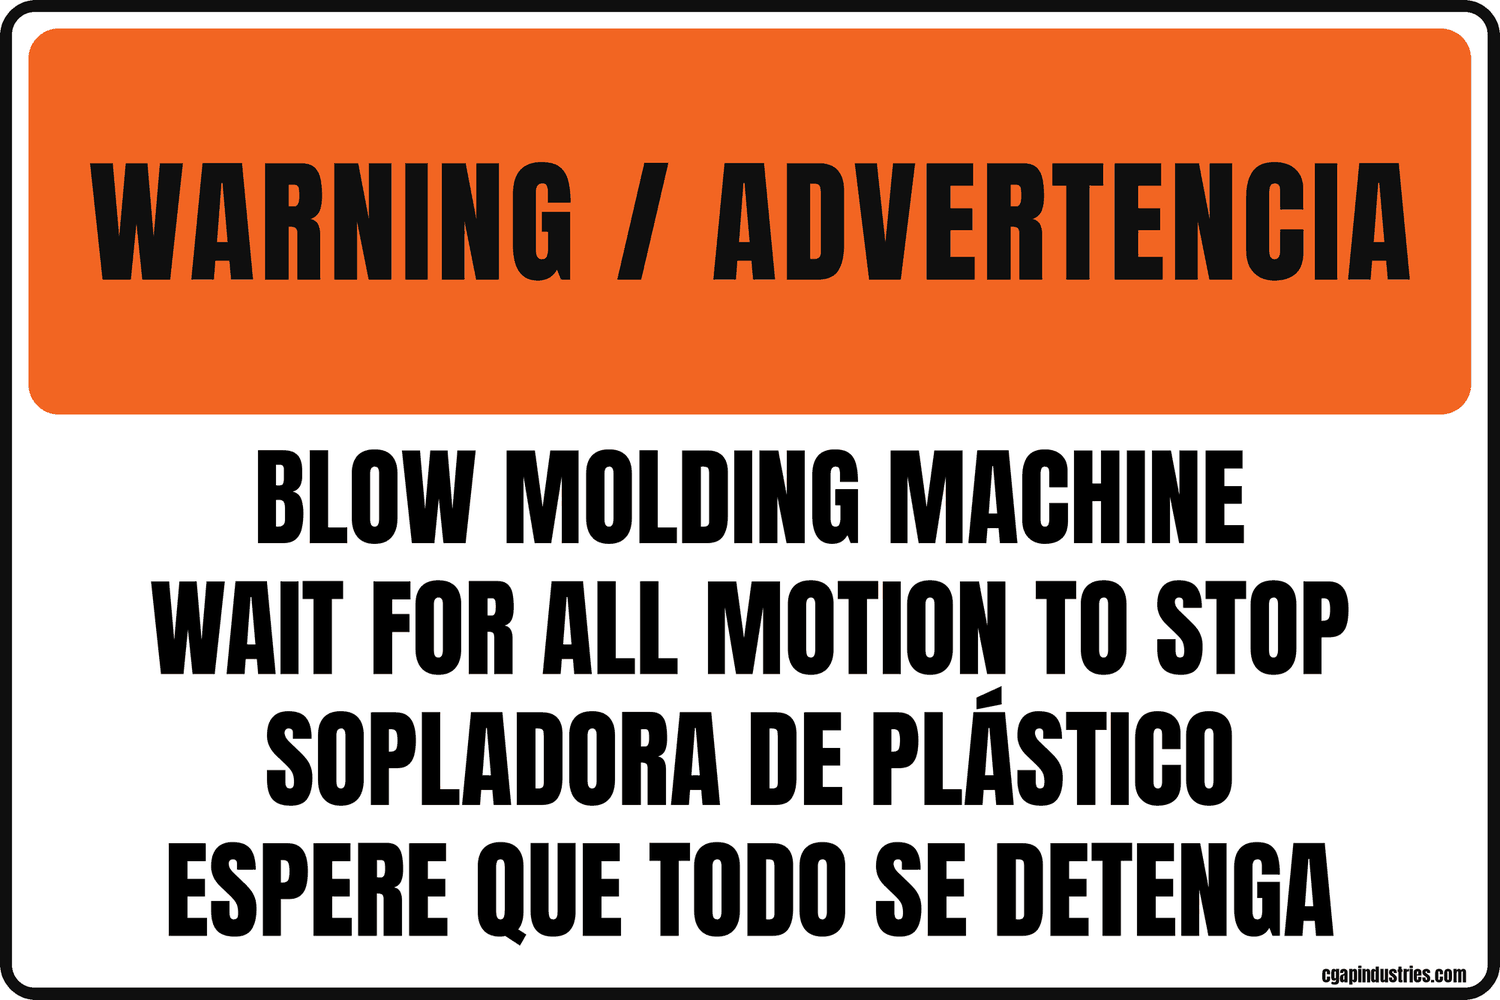 WARNING / ADVERTENCIA
BLOW MOLDING MACHINE
WAIT FOR ALL MOTION TO STOP
SOPLADORA DE PLÁSTICO
ESPERE QUE TODO SE DETENGA
cgapindustries.com